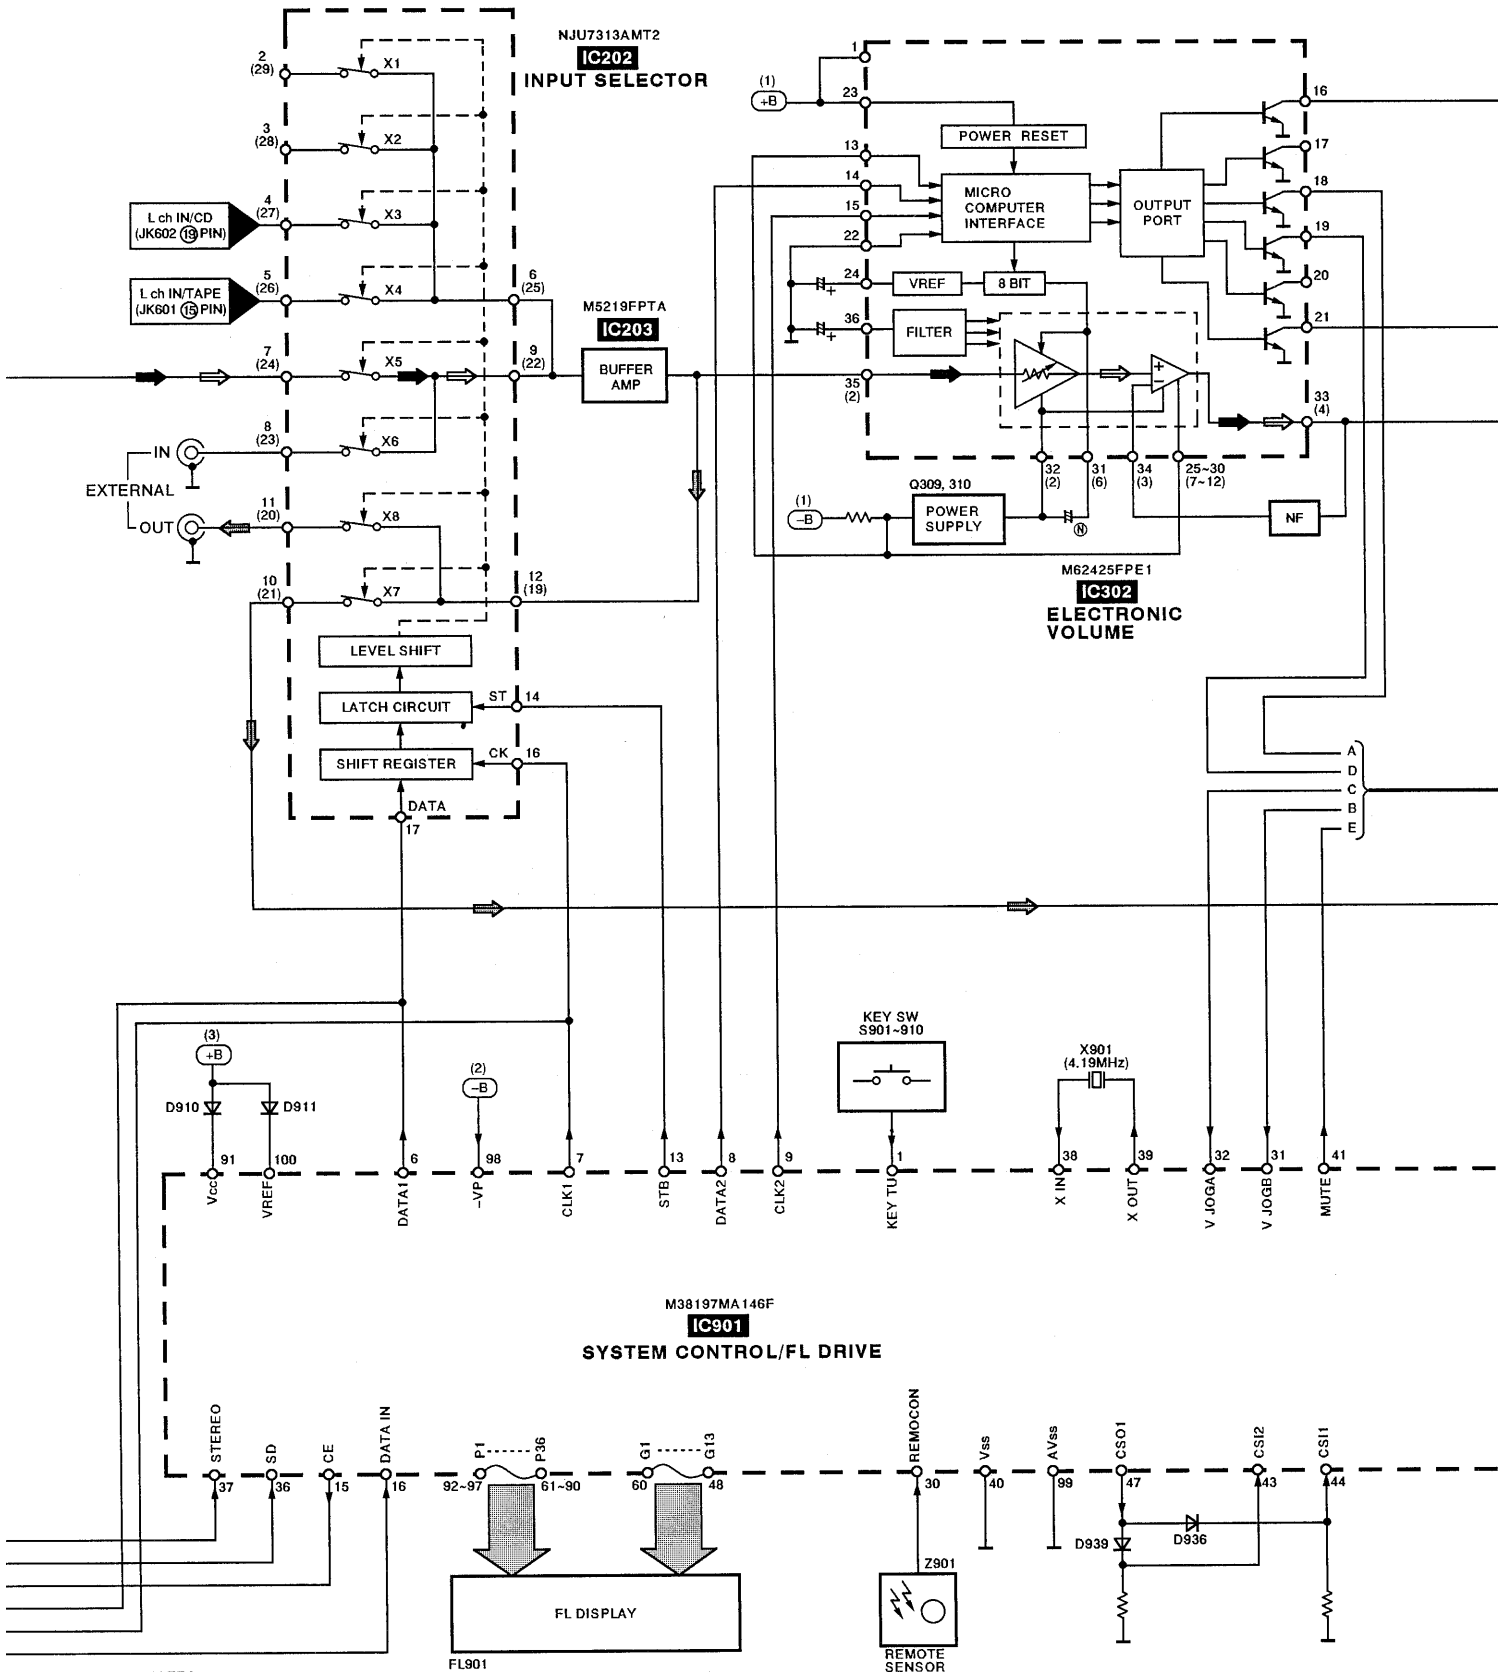 NJU7313AMT2
IC202
INPUT SELECTOR
2
(29)
X1
3
(28)
X2
L ch IN/CD
(JK602 ⑲ PIN)
4
(27)
X3
L ch IN/TAPE
(JK601 ⑮ PIN)
5
(26)
X4
6
(25)
7
(24)
X5
9
(22)
8
(23)
X6
IN
EXTERNAL
OUT
11
(20)
X8
10
(21)
X7
12
(19)
LEVEL SHIFT
LATCH CIRCUIT
ST
14
SHIFT REGISTER
CK
16
DATA
17
M5219FPTA
IC203
BUFFER
AMP
(1)
+B
1
23
13
14
15
22
24
36
35
(2)
POWER RESET
MICRO
COMPUTER
INTERFACE
OUTPUT
PORT
VREF
8 BIT
FILTER
+
+
+
−
16
17
18
19
20
21
33
(4)
32
(2)
31
(6)
34
(3)
25~30
(7~12)
(1)
−B
Q309, 310
POWER
SUPPLY
Ⓝ
NF
M62425FPE1
IC302
ELECTRONIC
VOLUME
A
D
C
B
E
(3)
+B
D910
D911
(2)
−B
KEY SW
S901~910
X901
(4.19MHz)
91
100
6
98
7
13
8
9
1
38
39
32
31
41
Vcc
VREF
DATA1
-VP
CLK1
STB
DATA2
CLK2
KEY TU
X IN
X OUT
V JOGA
V JOGB
MUTE
M38197MA146F
IC901
SYSTEM CONTROL/FL DRIVE
STEREO
SD
CE
DATA IN
P1
P36
G1
G13
REMOCON
Vss
AVss
CSO1
CSI2
CSI1
37
36
15
16
92~97
61~90
60
48
30
40
99
47
43
44
D939
D936
FL DISPLAY
FL901
Z901
REMOTE
SENSOR